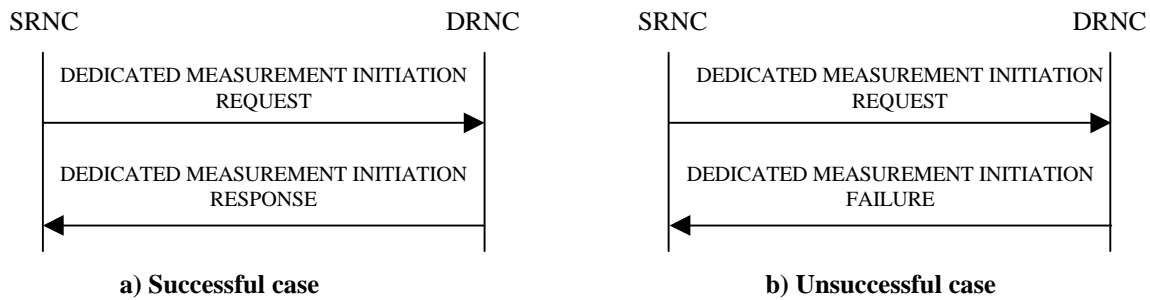 SRNC DRNC
DEDICATED MEASUREMENT INITIATION
REQUEST
DEDICATED MEASUREMENT INITIATION
RESPONSE
a) Successful case
SRNC DRNC
DEDICATED MEASUREMENT INITIATION
REQUEST
DEDICATED MEASUREMENT INITIATION
FAILURE
b) Unsuccessful case